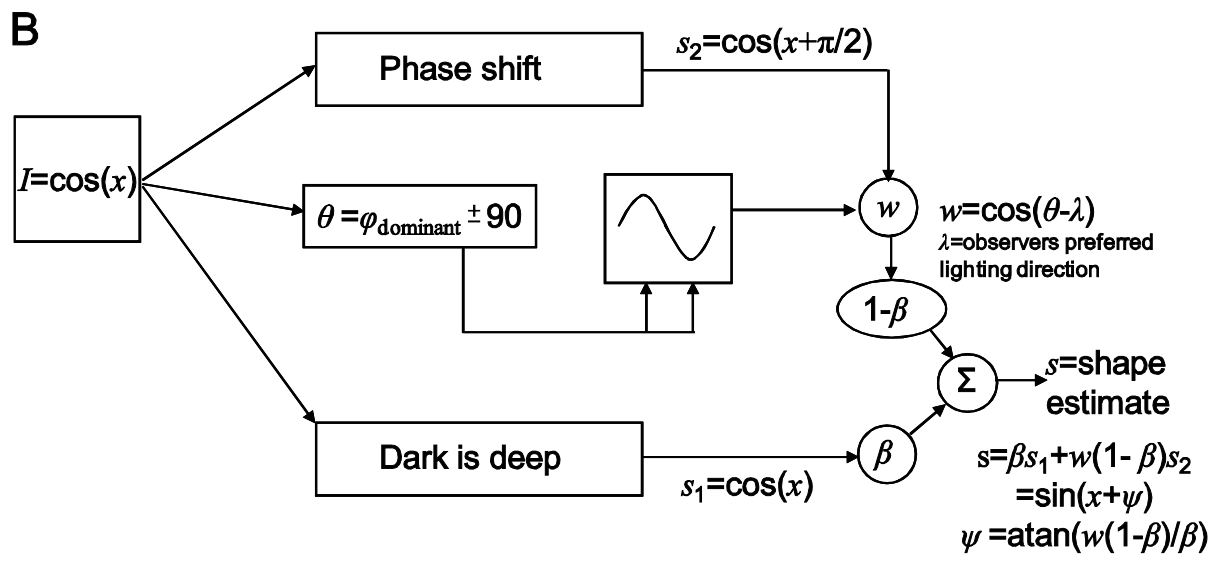 B
Phase shift
s₂=cos(x+π/2)
I=cos(x)
θ =φdominant ± 90
w
w=cos(θ-λ)
λ=observers preferred
lighting direction
1-β
Σ
s=shape
estimate
Dark is deep
s₁=cos(x)
β
s=βs₁+w(1- β)s₂
=sin(x+ψ)
ψ =atan(w(1-β)/β)